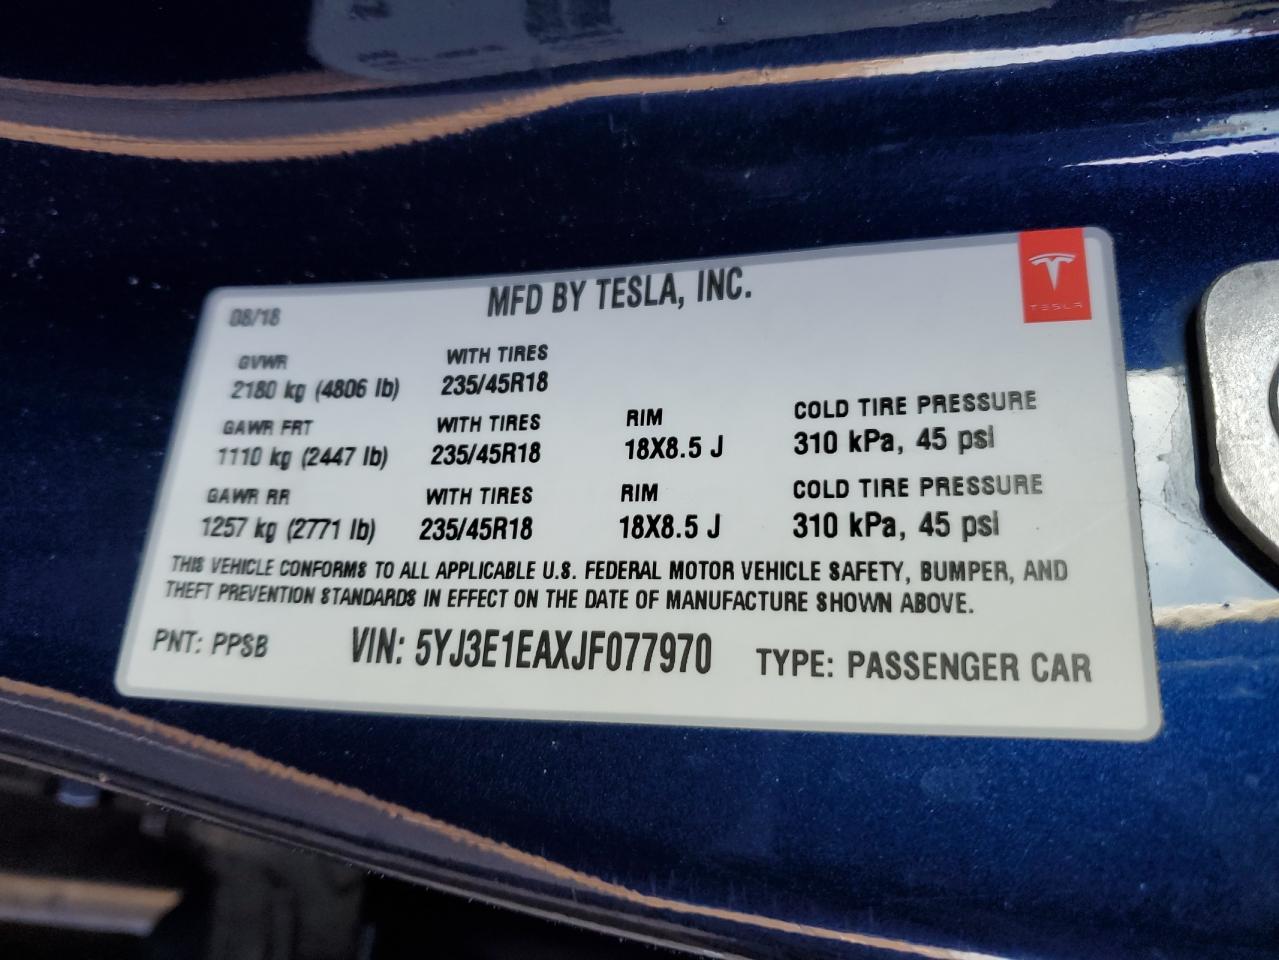 MFD BY TESLA, INC.
TESLA
08/18
GVWR WITH TIRES
2180 kg (4806 lb) 235/45R18
GAWR FRT WITH TIRES RIM COLD TIRE PRESSURE
1110 kg (2447 lb) 235/45R18 18X8.5 J 310 kPa, 45 psi
GAWR RR WITH TIRES RIM COLD TIRE PRESSURE
1257 kg (2771 lb) 235/45R18 18X8.5 J 310 kPa, 45 psi
THIS VEHICLE CONFORMS TO ALL APPLICABLE U.S. FEDERAL MOTOR VEHICLE SAFETY, BUMPER, AND
THEFT PREVENTION STANDARDS IN EFFECT ON THE DATE OF MANUFACTURE SHOWN ABOVE.
PNT: PPSB VIN: 5YJ3E1EAXJF077970 TYPE: PASSENGER CAR